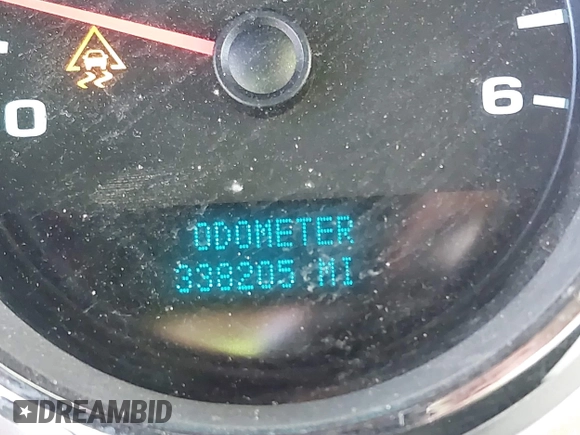 0
6
ODOMETER
338205 MI
DREAMBID